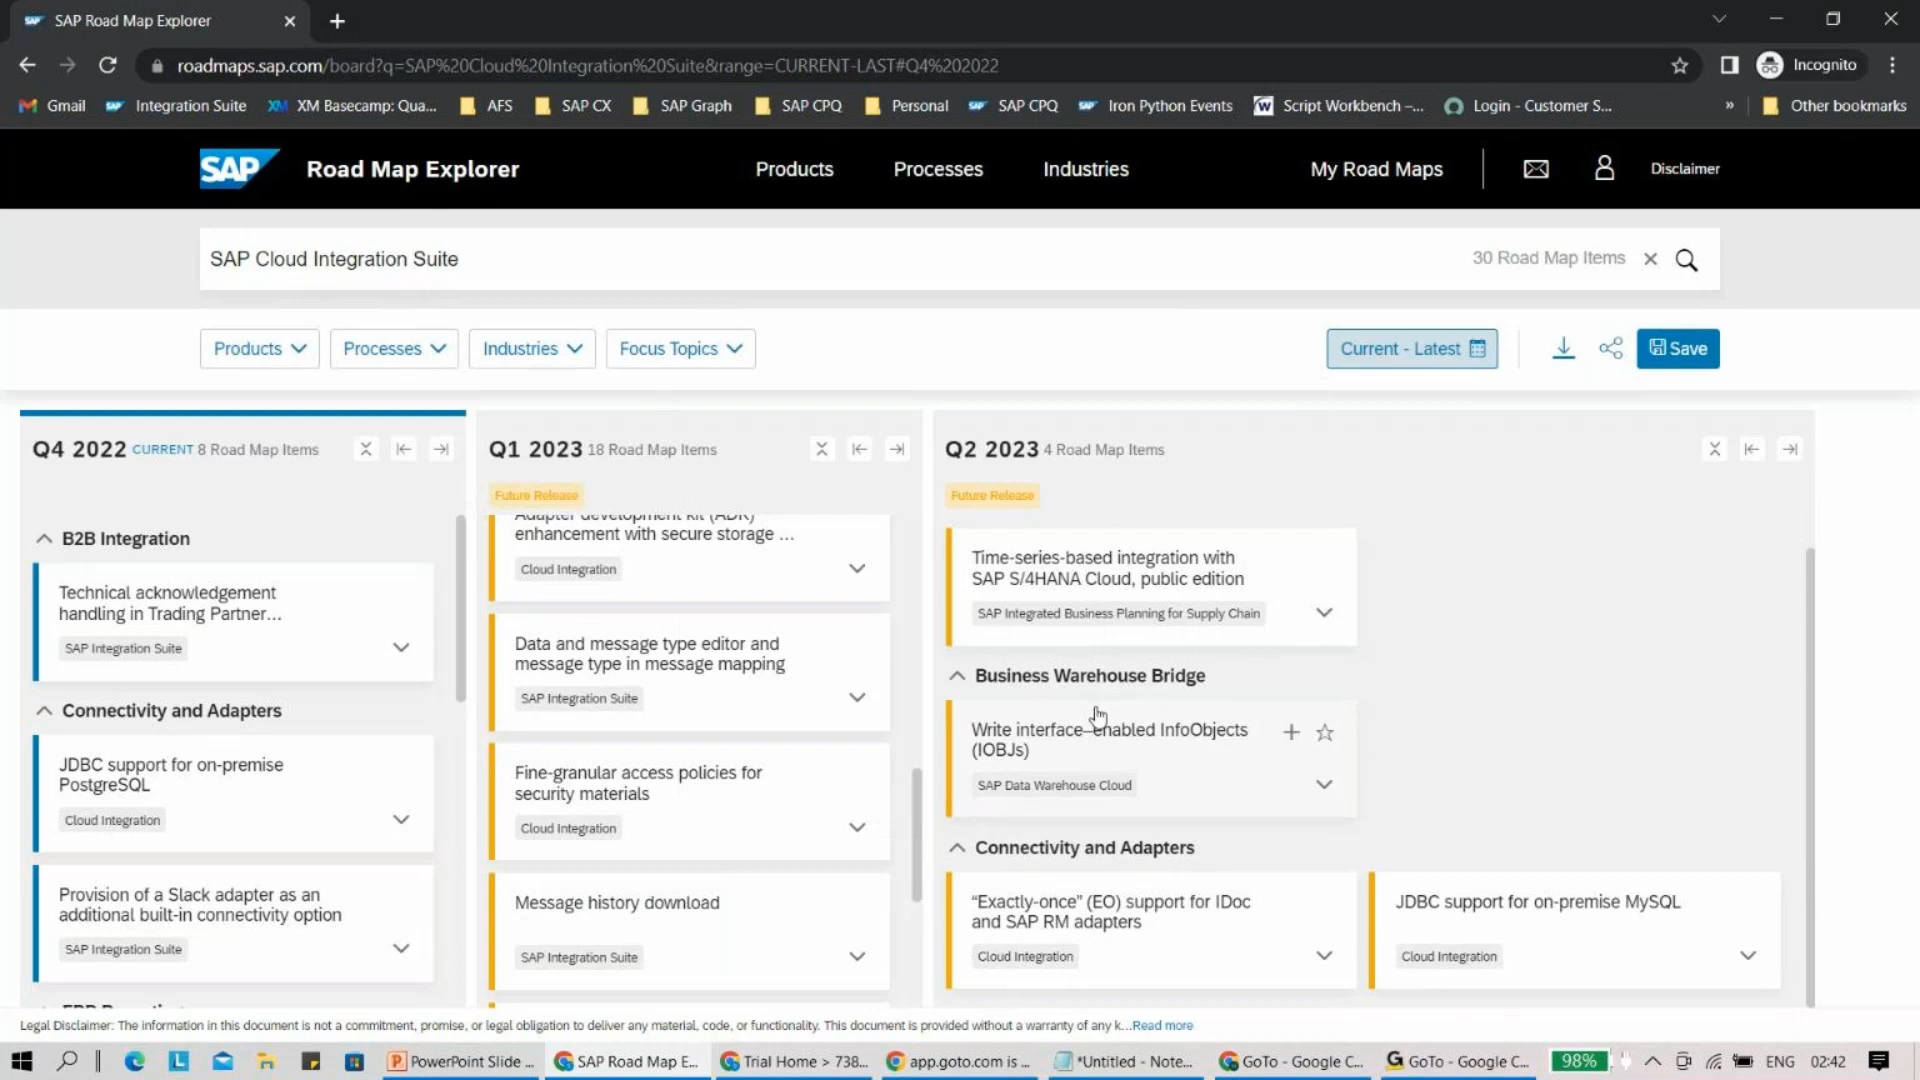 SAP SAP Road Map Explorer
roadmaps.sap.com/board?q=SAP%20Cloud%20Integration%20Suite&range=CURRENT-LAST#Q4%202022
Incognito
Gmail SAP Integration Suite XM XM Basecamp: Qua... AFS SAP CX SAP Graph SAP CPQ Personal SAP SAP CPQ SAP Iron Python Events W Script Workbench –... Login - Customer S... » Other bookmarks
SAP Road Map Explorer Products Processes Industries My Road Maps Disclaimer
SAP Cloud Integration Suite 30 Road Map Items
Products Processes Industries Focus Topics Current - Latest Save
Q4 2022 CURRENT 8 Road Map Items
B2B Integration
Technical acknowledgement
handling in Trading Partner...
SAP Integration Suite
Connectivity and Adapters
JDBC support for on-premise
PostgreSQL
Cloud Integration
Provision of a Slack adapter as an
additional built-in connectivity option
SAP Integration Suite
Q1 2023 18 Road Map Items
Future Release
Adapter development kit (ADK)
enhancement with secure storage ...
Cloud Integration
Data and message type editor and
message type in message mapping
SAP Integration Suite
Fine-granular access policies for
security materials
Cloud Integration
Message history download
SAP Integration Suite
Q2 2023 4 Road Map Items
Future Release
Time-series-based integration with
SAP S/4HANA Cloud, public edition
SAP Integrated Business Planning for Supply Chain
Business Warehouse Bridge
Write interface–enabled InfoObjects
(IOBJs)
SAP Data Warehouse Cloud
Connectivity and Adapters
“Exactly-once” (EO) support for IDoc
and SAP RM adapters
Cloud Integration
JDBC support for on-premise MySQL
Cloud Integration
Legal Disclaimer: The information in this document is not a commitment, promise, or legal obligation to deliver any material, code, or functionality. This document is provided without a warranty of any k...Read more
PowerPoint Slide ... SAP Road Map E... Trial Home > 738... app.goto.com is ... *Untitled - Note... GoTo - Google C... GoTo - Google C... 98% ENG 02:42